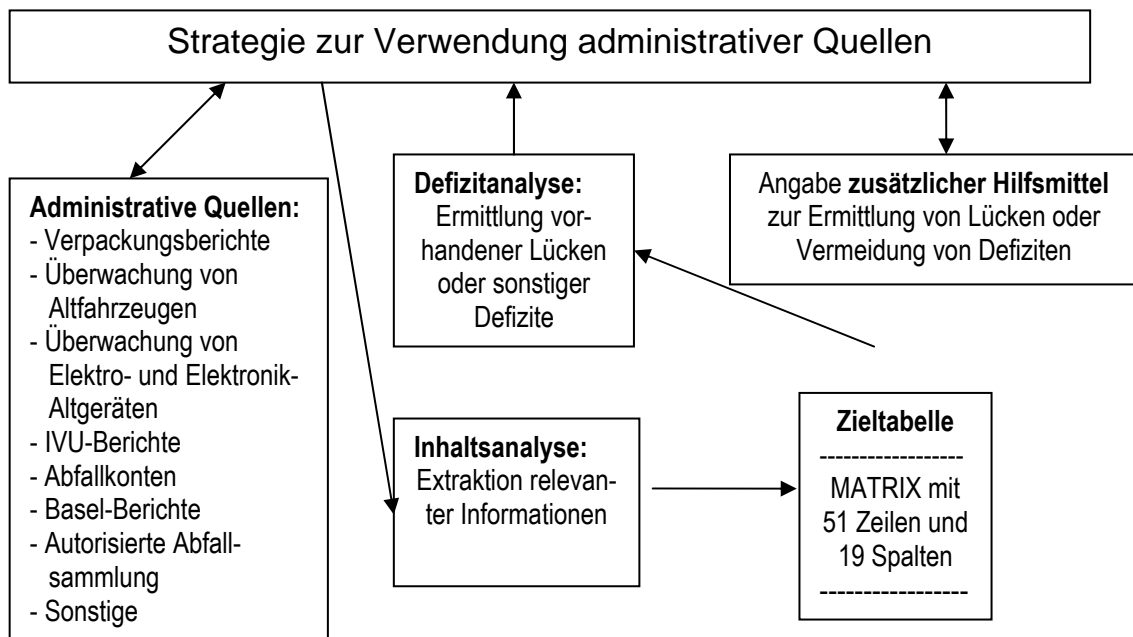 Strategie zur Verwendung administrativer Quellen
Administrative Quellen:
- Verpackungsberichte
- Überwachung von
Altfahrzeugen
- Überwachung von
Elektro- und Elektronik-
Altgeräten
- IVU-Berichte
- Abfallkonten
- Basel-Berichte
- Autorisierte Abfall-
sammlung
- Sonstige
Defizitanalyse:
Ermittlung vor-
handener Lücken
oder sonstiger
Defizite
Angabe zusätzlicher Hilfsmittel
zur Ermittlung von Lücken oder
Vermeidung von Defiziten
Inhaltsanalyse:
Extraktion relevan-
ter Informationen
Zieltabelle
------------------
MATRIX mit
51 Zeilen und
19 Spalten
-------------------